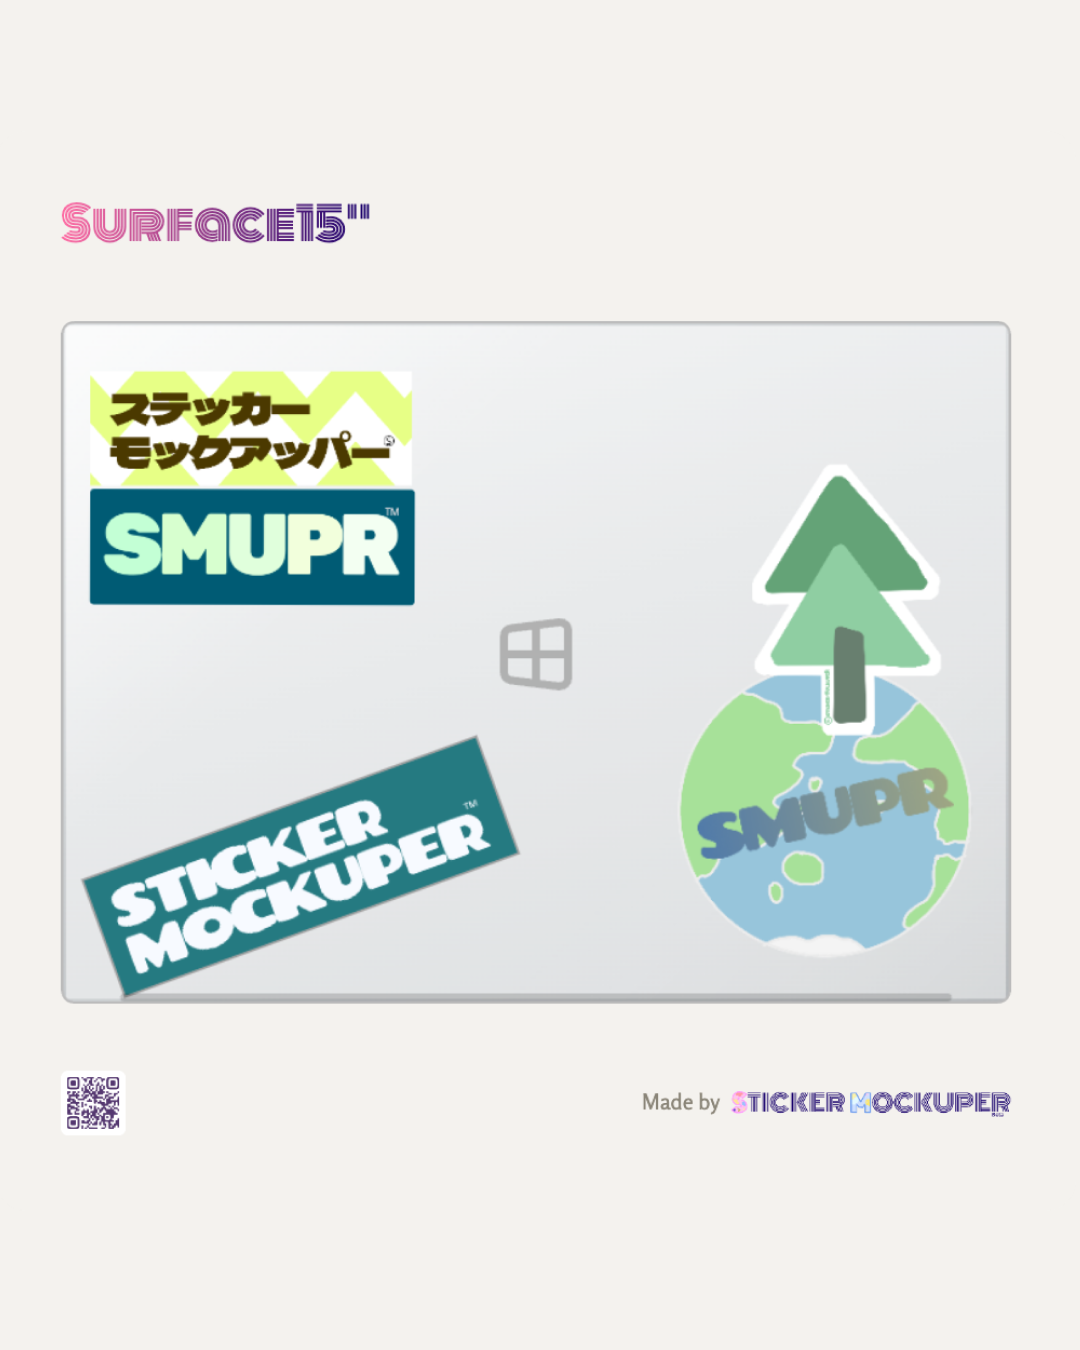 Surface15"
ステッカー
モックアッパー
SMUPR™
STICKER
MOCKUPER™
SMUPR
Made by STICKER MOCKUPER
Beta